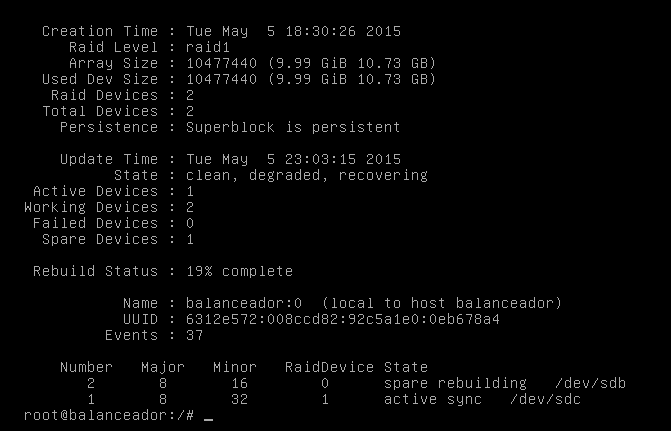 Creation Time : Tue May  5 18:30:26 2015
Raid Level : raid1
Array Size : 10477440 (9.99 GiB 10.73 GB)
Used Dev Size : 10477440 (9.99 GiB 10.73 GB)
Raid Devices : 2
Total Devices : 2
Persistence : Superblock is persistent
Update Time : Tue May  5 23:03:15 2015
State : clean, degraded, recovering
Active Devices : 1
Working Devices : 2
Failed Devices : 0
Spare Devices : 1
Rebuild Status : 19% complete
Name : balanceador:0  (local to host balanceador)
UUID : 6312e572:008ccd82:92c5a1e0:0eb678a4
Events : 37
Number   Major   Minor   RaidDevice State
2       8       16        0      spare rebuilding   /dev/sdb
1       8       32        1      active sync   /dev/sdc
root@balanceador:/# _